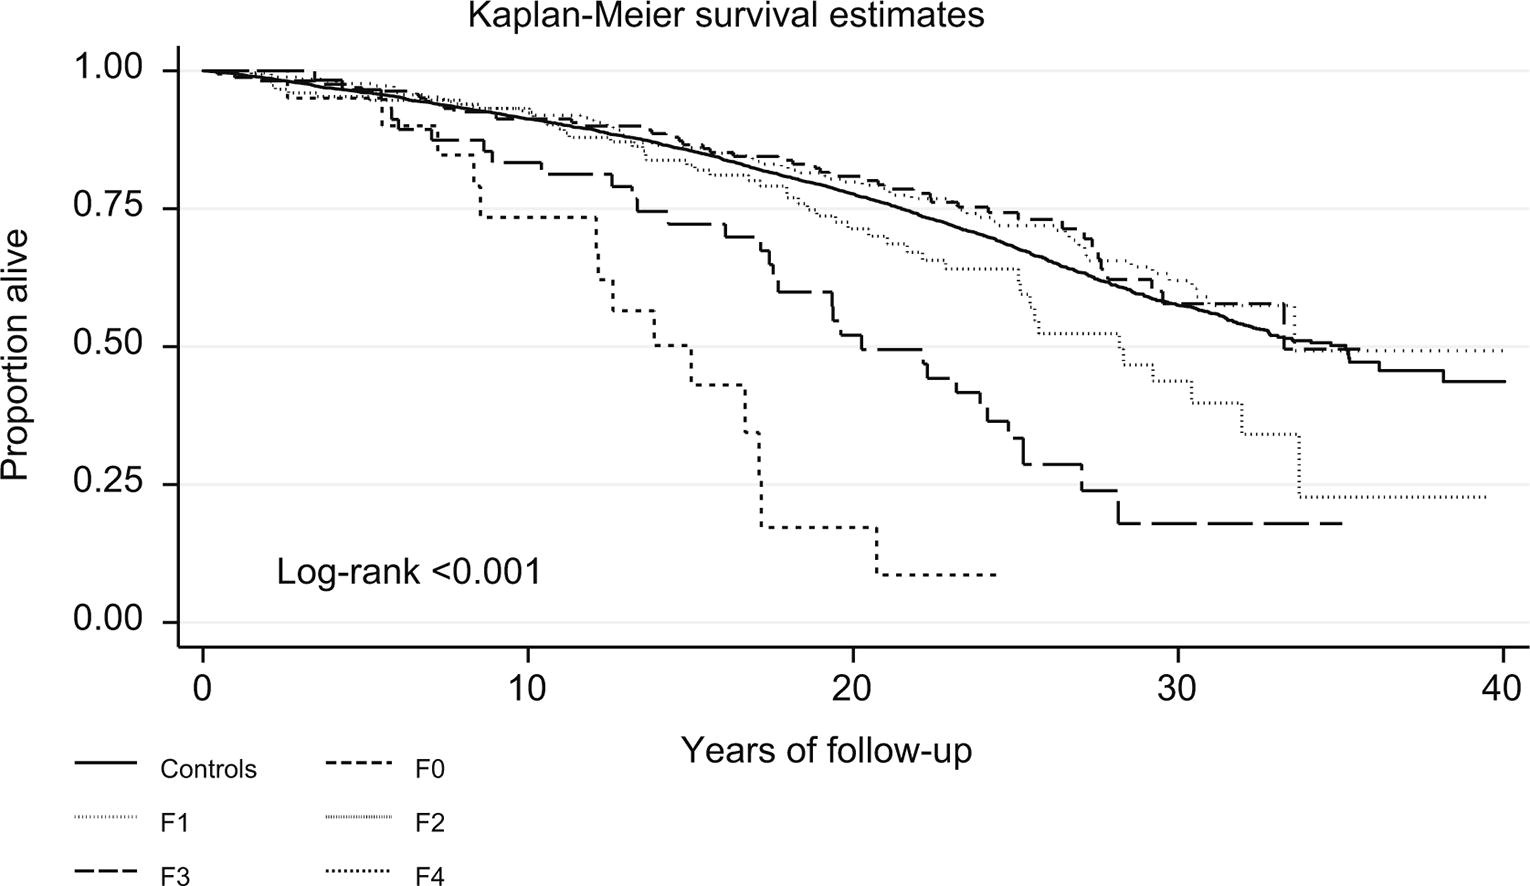 Kaplan-Meier survival estimates
1.00
0.75
0.50
0.25
0.00
Proportion alive
Log-rank <0.001
0 10 20 30 40
Years of follow-up
Controls F0
F1 F2
F3 F4